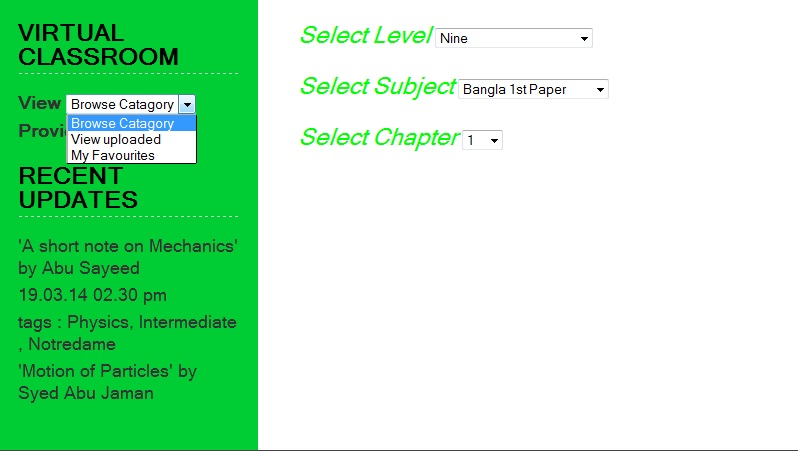 VIRTUAL
CLASSROOM
View Browse Catagory
Browse Catagory
View uploaded
My Favourites
RECENT
UPDATES
'A short note on Mechanics'
by Abu Sayeed
19.03.14 02.30 pm
tags : Physics, Intermediate
, Notredame
'Motion of Particles' by
Syed Abu Jaman
Select Level Nine
Select Subject Bangla 1st Paper
Select Chapter 1